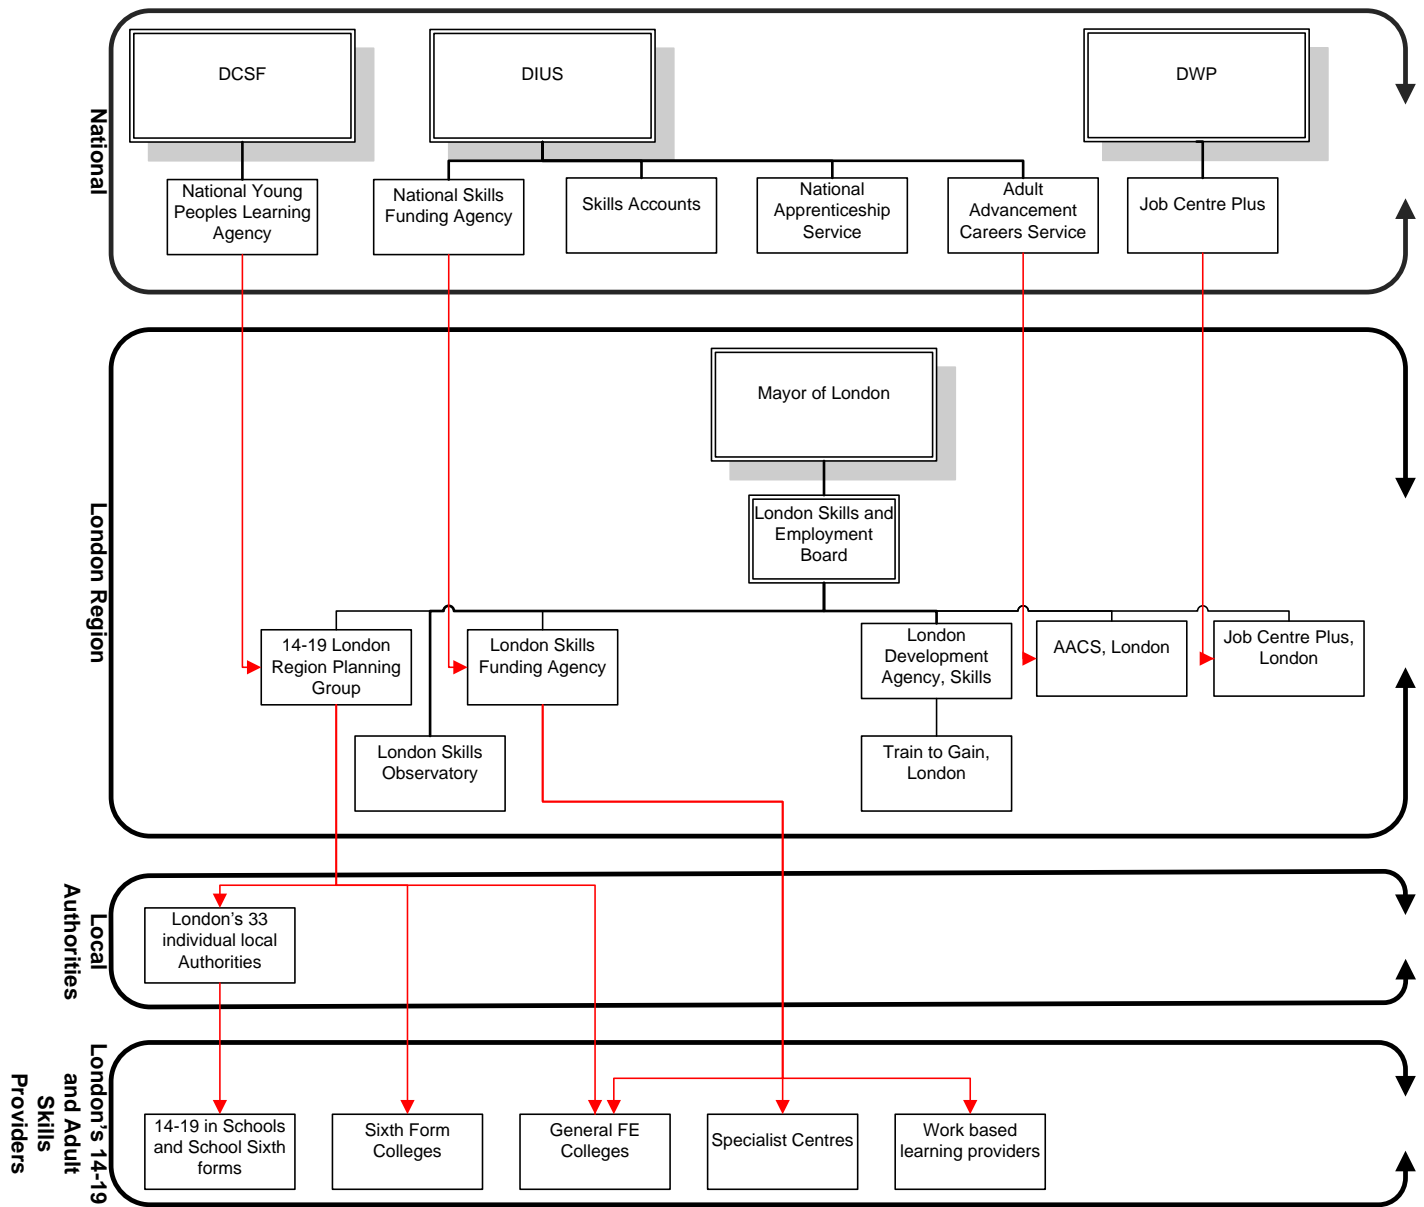 National
DCSF
DIUS
DWP
National Young
Peoples Learning
Agency
National Skills
Funding Agency
Skills Accounts
National
Apprenticeship
Service
Adult
Advancement
Careers Service
Job Centre Plus
London Region
Mayor of London
London Skills and
Employment
Board
14-19 London
Region Planning
Group
London Skills
Funding Agency
London
Development
Agency, Skills
AACS, London
Job Centre Plus,
London
London Skills
Observatory
Train to Gain,
London
Local
Authorities
London's 33
individual local
Authorities
London's 14-19
and Adult
Skills
Providers
14-19 in Schools
and School Sixth
forms
Sixth Form
Colleges
General FE
Colleges
Specialist Centres
Work based
learning providers